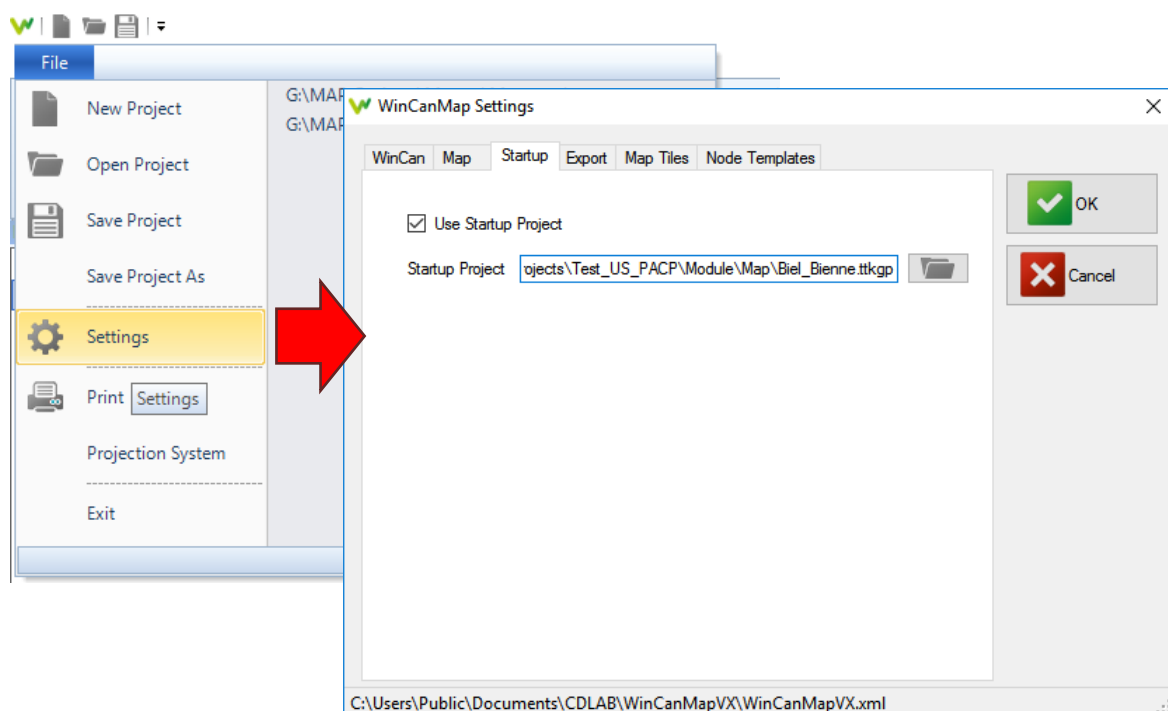 File
New Project
Open Project
Save Project
Save Project As
Settings
Print Settings
Projection System
Exit
G:\MAP
G:\MAP
WinCanMap Settings
WinCan Map Startup Export Map Tiles Node Templates
Use Startup Project
Startup Project ojects\Test_US_PACP\Module\Map\Biel_Bienne.ttkgp
OK
Cancel
C:\Users\Public\Documents\CDLAB\WinCanMapVX\WinCanMapVX.xml